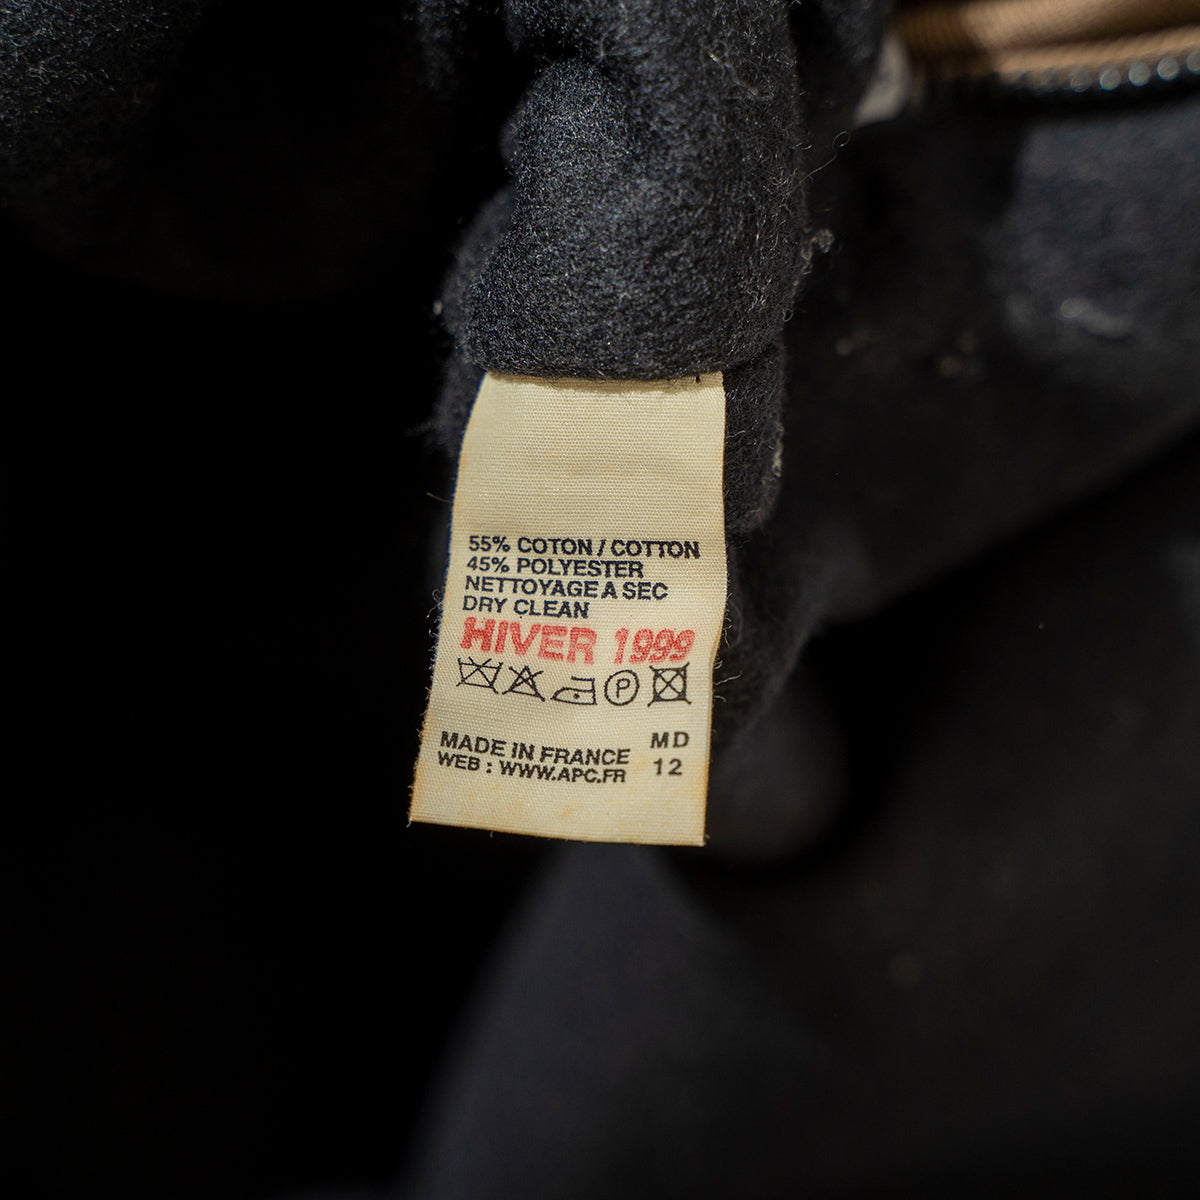 55% COTON / COTTON
45% POLYESTER
NETTOYAGE A SEC
DRY CLEAN
HIVER 1999
P
MADE IN FRANCE MD
WEB : WWW.APC.FR 12